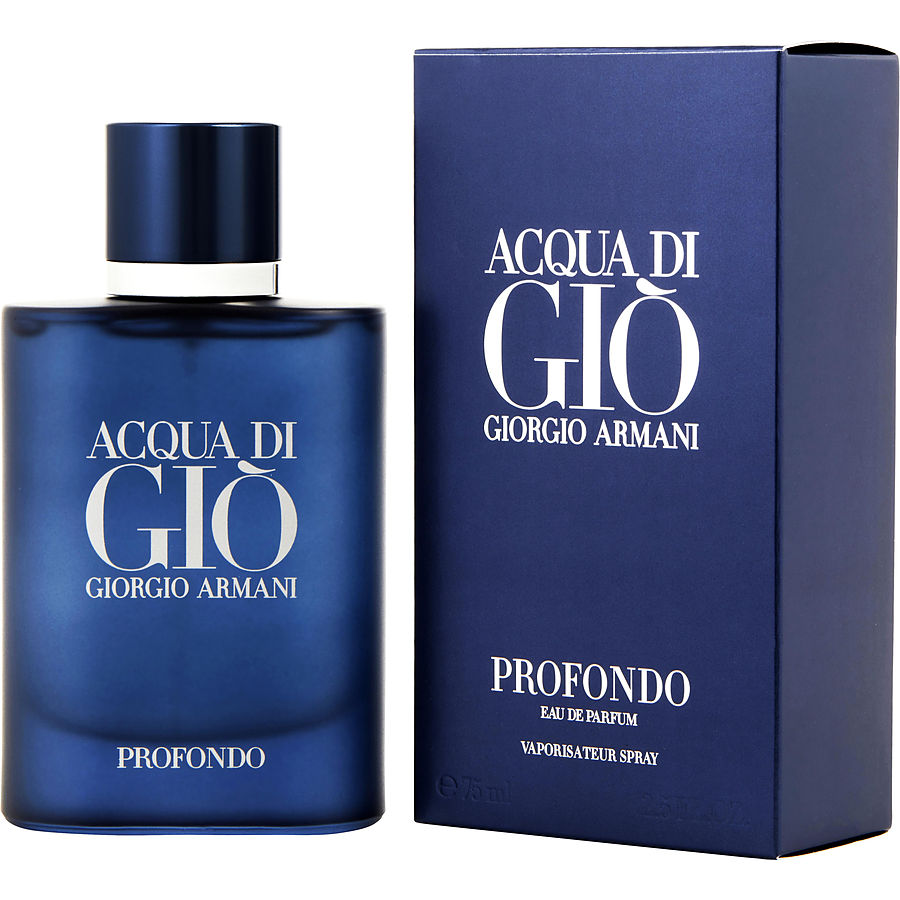 ACQUA DI
GIÒ
GIORGIO ARMANI
PROFONDO
ACQUA DI
GIÒ
GIORGIO ARMANI
PROFONDO
EAU DE PARFUM
VAPORISATEUR SPRAY
℮ 75 ml